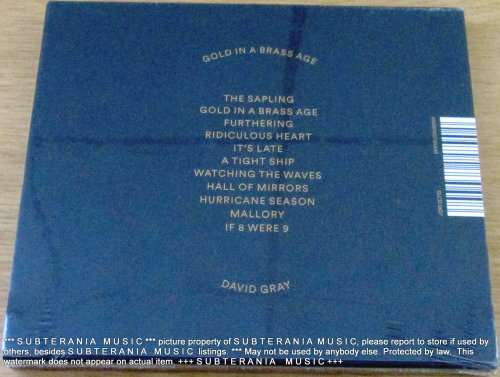 GOLD IN A BRASS AGE
THE SAPLING
GOLD IN A BRASS AGE
FURTHERING
RIDICULOUS HEART
IT'S LATE
A TIGHT SHIP
WATCHING THE WAVES
HALL OF MIRRORS
HURRICANE SEASON
MALLORY
IF 8 WERE 9
DAVID GRAY
*** S U B T E R A N I A  M U S I C *** picture property of S U B T E R A N I A  M U S I C, please report to store if used by
others, besides S U B T E R A N I A  M U S I C  listings. *** May not be used by anybody else. Protected by law.  This
watermark does not appear on actual item. +++ S U B T E R A N I A  M U S I C +++